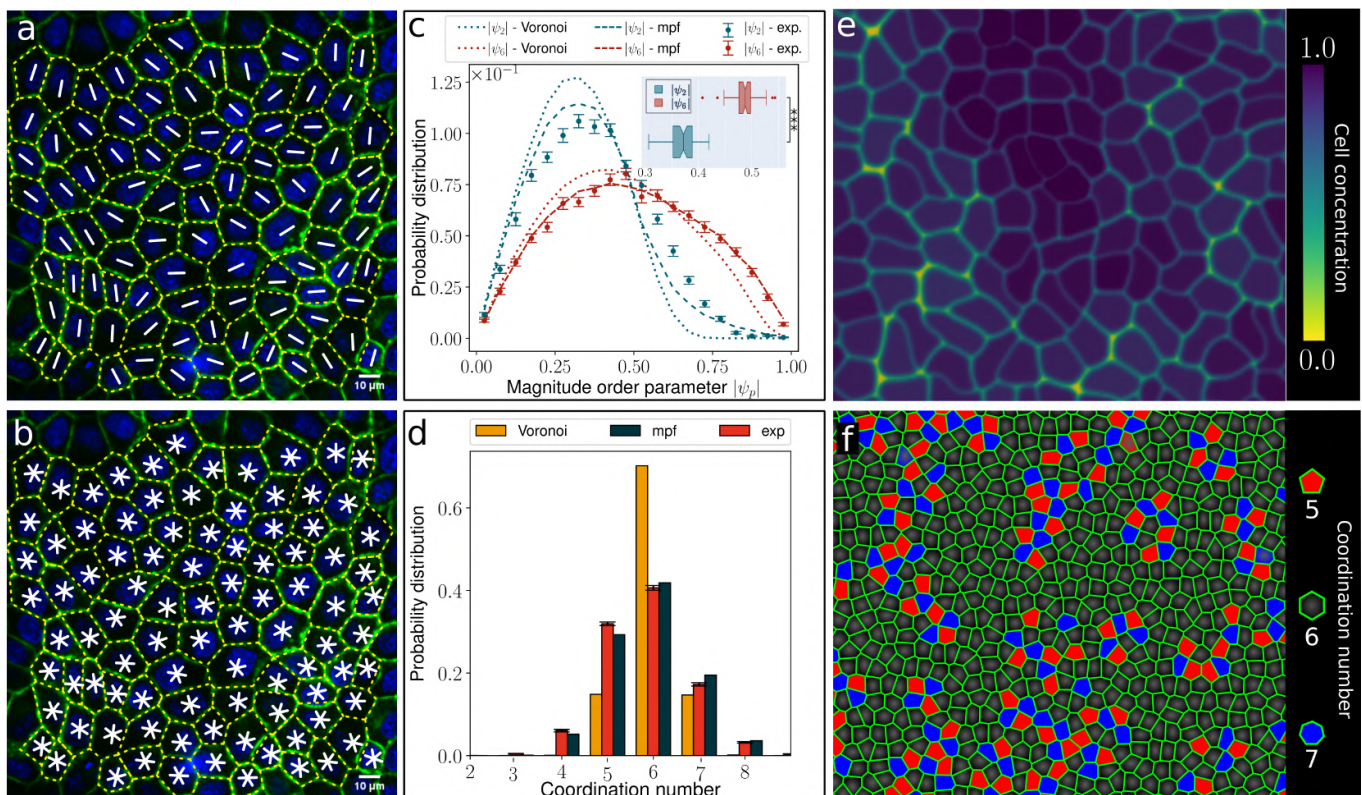 a
10 µm
b
10 µm
c
|ψ₂| - Voronoi
|ψ₂| - mpf
|ψ₂| - exp.
|ψ₆| - Voronoi
|ψ₆| - mpf
|ψ₆| - exp.
×10⁻¹
1.25
1.00
0.75
0.50
0.25
0.00
Probability distribution
|ψ₂|
|ψ₆|
***
0.3 0.4 0.5
0.00 0.25 0.50 0.75 1.00
Magnitude order parameter |ψₚ|
d
Voronoi mpf exp
0.6
0.4
0.2
0.0
Probability distribution
2 3 4 5 6 7 8
Coordination number
e
1.0
Cell concentration
0.0
f
5
6
7
Coordination number